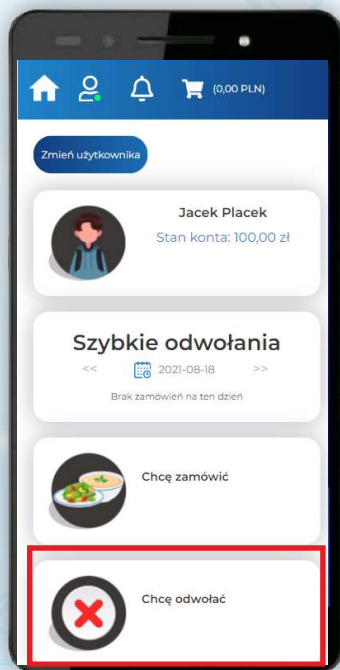 (0,00 PLN)
Zmień użytkownika
Jacek Placek
Stan konta: 100,00 zł
Szybkie odwołania
<< 2021-08-18 >>
Brak zamówień na ten dzień
Chcę zamówić
Chcę odwołać